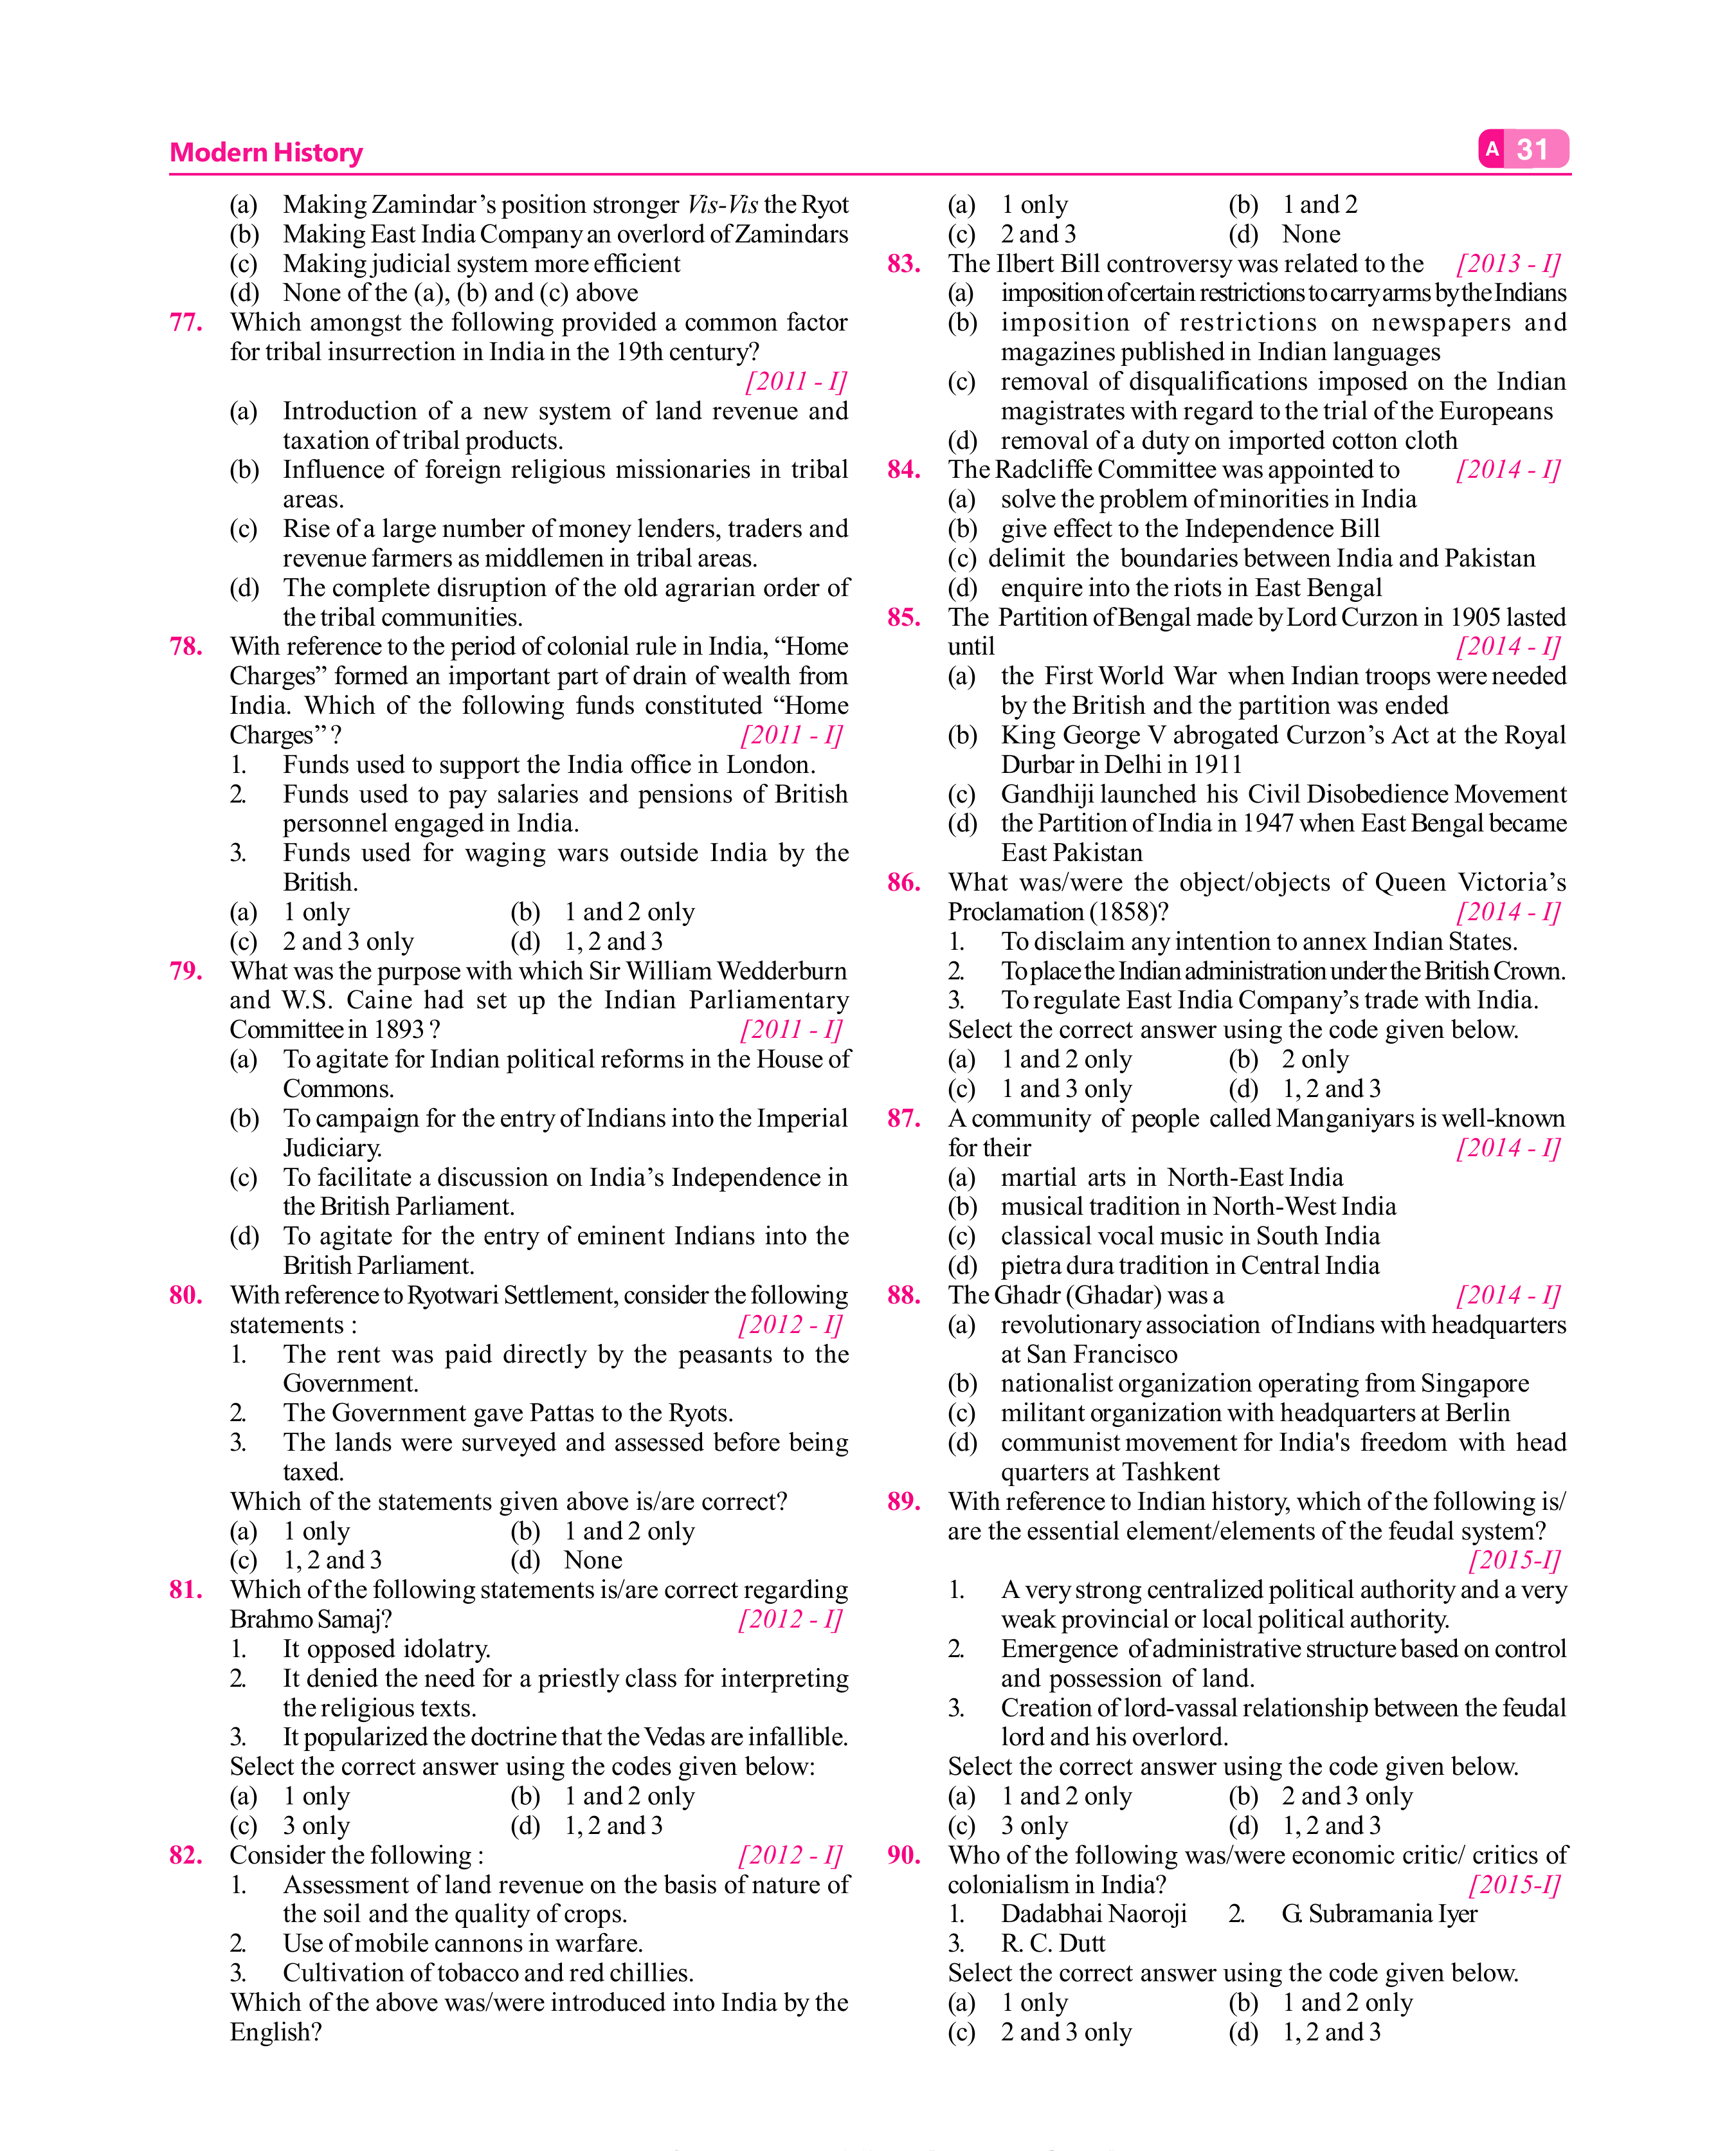 Modern History
A 31
(a) Making Zamindar's position stronger Vis-Vis the Ryot
(b) Making East India Company an overlord of Zamindars
(c) Making judicial system more efficient
(d) None of the (a), (b) and (c) above
77. Which amongst the following provided a common factor
for tribal insurrection in India in the 19th century?
[2011 - I]
(a) Introduction of a new system of land revenue and
taxation of tribal products.
(b) Influence of foreign religious missionaries in tribal
areas.
(c) Rise of a large number of money lenders, traders and
revenue farmers as middlemen in tribal areas.
(d) The complete disruption of the old agrarian order of
the tribal communities.
78. With reference to the period of colonial rule in India, “Home
Charges” formed an important part of drain of wealth from
India. Which of the following funds constituted “Home
Charges” ? [2011 - I]
1. Funds used to support the India office in London.
2. Funds used to pay salaries and pensions of British
personnel engaged in India.
3. Funds used for waging wars outside India by the
British.
(a) 1 only (b) 1 and 2 only
(c) 2 and 3 only (d) 1, 2 and 3
79. What was the purpose with which Sir William Wedderburn
and W.S. Caine had set up the Indian Parliamentary
Committee in 1893 ? [2011 - I]
(a) To agitate for Indian political reforms in the House of
Commons.
(b) To campaign for the entry of Indians into the Imperial
Judiciary.
(c) To facilitate a discussion on India’s Independence in
the British Parliament.
(d) To agitate for the entry of eminent Indians into the
British Parliament.
80. With reference to Ryotwari Settlement, consider the following
statements : [2012 - I]
1. The rent was paid directly by the peasants to the
Government.
2. The Government gave Pattas to the Ryots.
3. The lands were surveyed and assessed before being
taxed.
Which of the statements given above is/are correct?
(a) 1 only (b) 1 and 2 only
(c) 1, 2 and 3 (d) None
81. Which of the following statements is/are correct regarding
Brahmo Samaj? [2012 - I]
1. It opposed idolatry.
2. It denied the need for a priestly class for interpreting
the religious texts.
3. It popularized the doctrine that the Vedas are infallible.
Select the correct answer using the codes given below:
(a) 1 only (b) 1 and 2 only
(c) 3 only (d) 1, 2 and 3
82. Consider the following : [2012 - I]
1. Assessment of land revenue on the basis of nature of
the soil and the quality of crops.
2. Use of mobile cannons in warfare.
3. Cultivation of tobacco and red chillies.
Which of the above was/were introduced into India by the
English?
(a) 1 only (b) 1 and 2
(c) 2 and 3 (d) None
83. The Ilbert Bill controversy was related to the [2013 - I]
(a) imposition of certain restrictions to carry arms by the Indians
(b) imposition of restrictions on newspapers and
magazines published in Indian languages
(c) removal of disqualifications imposed on the Indian
magistrates with regard to the trial of the Europeans
(d) removal of a duty on imported cotton cloth
84. The Radcliffe Committee was appointed to [2014 - I]
(a) solve the problem of minorities in India
(b) give effect to the Independence Bill
(c) delimit the boundaries between India and Pakistan
(d) enquire into the riots in East Bengal
85. The Partition of Bengal made by Lord Curzon in 1905 lasted
until [2014 - I]
(a) the First World War when Indian troops were needed
by the British and the partition was ended
(b) King George V abrogated Curzon’s Act at the Royal
Durbar in Delhi in 1911
(c) Gandhiji launched his Civil Disobedience Movement
(d) the Partition of India in 1947 when East Bengal became
East Pakistan
86. What was/were the object/objects of Queen Victoria’s
Proclamation (1858)? [2014 - I]
1. To disclaim any intention to annex Indian States.
2. To place the Indian administration under the British Crown.
3. To regulate East India Company’s trade with India.
Select the correct answer using the code given below.
(a) 1 and 2 only (b) 2 only
(c) 1 and 3 only (d) 1, 2 and 3
87. A community of people called Manganiyars is well-known
for their [2014 - I]
(a) martial arts in North-East India
(b) musical tradition in North-West India
(c) classical vocal music in South India
(d) pietra dura tradition in Central India
88. The Ghadr (Ghadar) was a [2014 - I]
(a) revolutionary association of Indians with headquarters
at San Francisco
(b) nationalist organization operating from Singapore
(c) militant organization with headquarters at Berlin
(d) communist movement for India's freedom with head
quarters at Tashkent
89. With reference to Indian history, which of the following is/
are the essential element/elements of the feudal system?
[2015-I]
1. A very strong centralized political authority and a very
weak provincial or local political authority.
2. Emergence of administrative structure based on control
and possession of land.
3. Creation of lord-vassal relationship between the feudal
lord and his overlord.
Select the correct answer using the code given below.
(a) 1 and 2 only (b) 2 and 3 only
(c) 3 only (d) 1, 2 and 3
90. Who of the following was/were economic critic/ critics of
colonialism in India? [2015-I]
1. Dadabhai Naoroji 2. G. Subramania Iyer
3. R. C. Dutt
Select the correct answer using the code given below.
(a) 1 only (b) 1 and 2 only
(c) 2 and 3 only (d) 1, 2 and 3